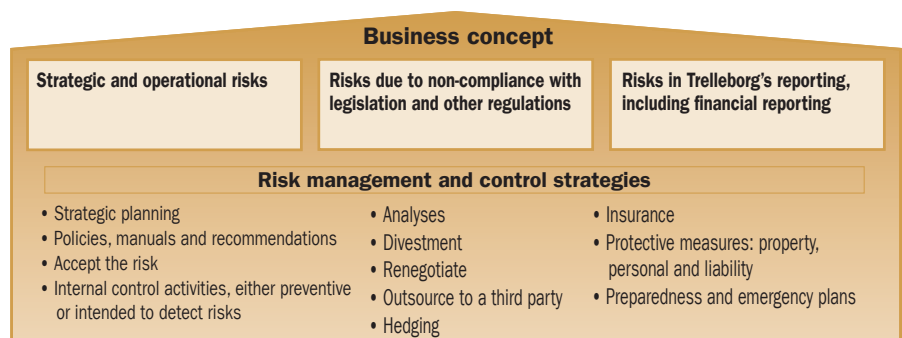 Business concept
Strategic and operational risks
Risks due to non-compliance with
legislation and other regulations
Risks in Trelleborg's reporting,
including financial reporting
Risk management and control strategies
• Strategic planning
• Policies, manuals and recommendations
• Accept the risk
• Internal control activities, either preventive
or intended to detect risks
• Analyses
• Divestment
• Renegotiate
• Outsource to a third party
• Hedging
• Insurance
• Protective measures: property,
personal and liability
• Preparedness and emergency plans